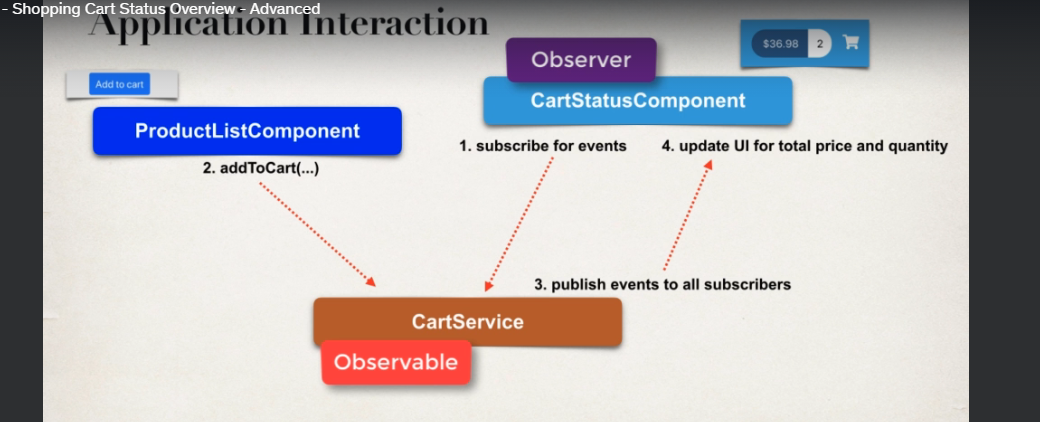 - Shopping Cart Status Overview - Advanced
Application Interaction
$36.98 2
Observer
Add to cart
CartStatusComponent
ProductListComponent
1. subscribe for events
4. update UI for total price and quantity
2. addToCart(...)
3. publish events to all subscribers
CartService
Observable